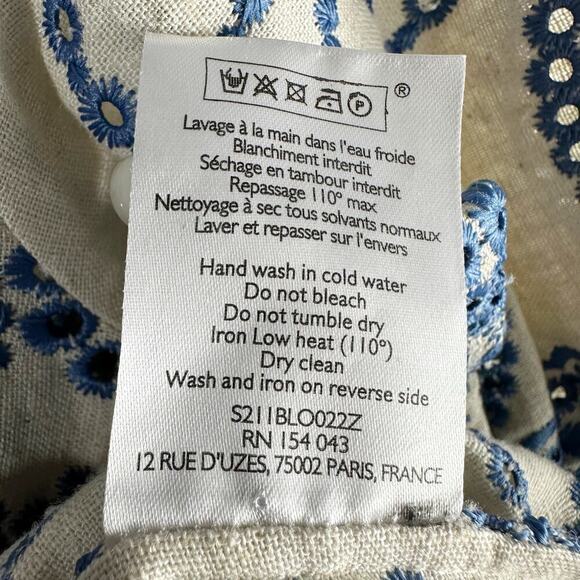 P ®
Lavage à la main dans l'eau froide
Blanchiment interdit
Séchage en tambour interdit
Repassage 110° max
Nettoyage à sec tous solvants normaux
Laver et repasser sur l'envers
Hand wash in cold water
Do not bleach
Do not tumble dry
Iron Low heat (110°)
Dry clean
Wash and iron on reverse side
S211BLO022Z
RN 154 043
12 RUE D'UZES, 75002 PARIS, FRANCE